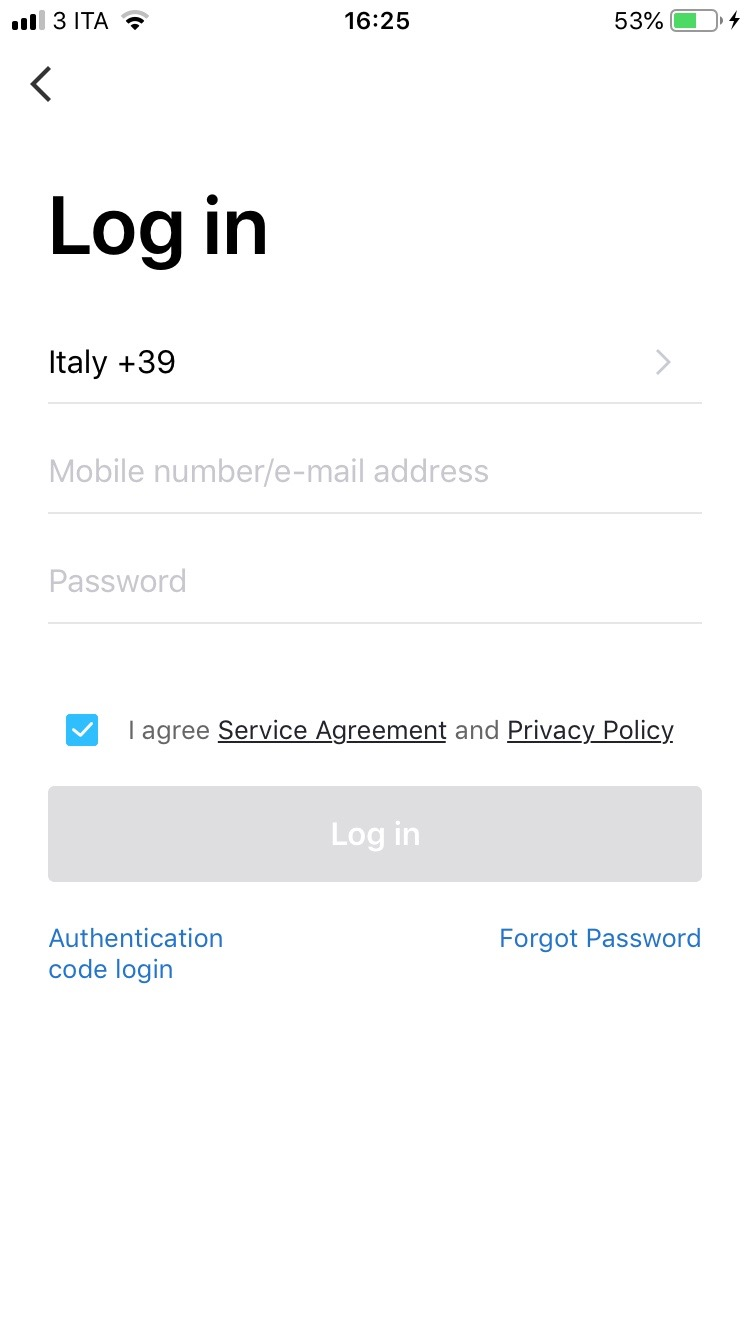 3 ITA 16:25 53%
Log in
Italy +39
Mobile number/e-mail address
Password
I agree Service Agreement and Privacy Policy
Log in
Authentication
code login
Forgot Password